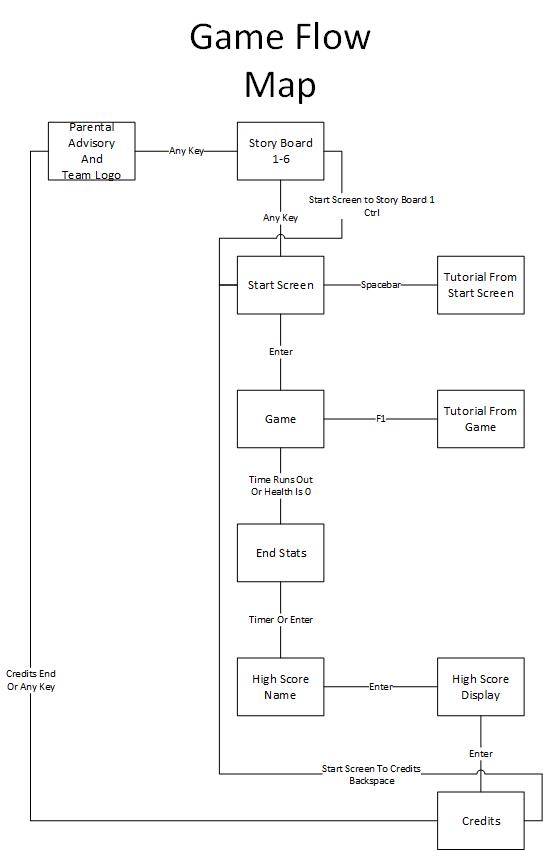 Game Flow
Map
Parental
Advisory
And
Team Logo
Any Key
Story Board
1-6
Start Screen to Story Board 1
Ctrl
Any Key
Start Screen
Spacebar
Tutorial From
Start Screen
Enter
Game
F1
Tutorial From
Game
Time Runs Out
Or Health Is 0
End Stats
Timer Or Enter
High Score
Name
Enter
High Score
Display
Credits End
Or Any Key
Enter
Start Screen To Credits
Backspace
Credits